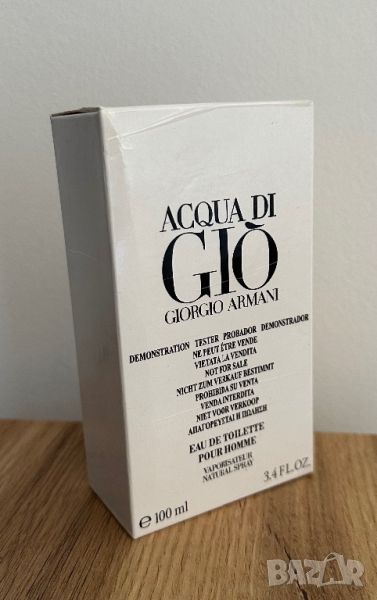 ACQUA DI
GIÒ
GIORGIO ARMANI
DEMONSTRATION TESTER PROBADOR DEMONSTRADOR
NE PEUT ÊTRE VENDE
VIETATA LA VENDITA
NOT FOR SALE
NICHT ZUM VERKAUF BESTIMMT
PROHIBIDA SU VENTA
VENDA INTERDITA
NIET VOOR VERKOOP
ΑΠΑΓΟΡΕΥΕΤΑΙ Η ΠΩΛΗΣΗ
EAU DE TOILETTE
POUR HOMME
VAPORISATEUR
NATURAL SPRAY
℮ 100 ml
3.4 FL.OZ.
BAZAR